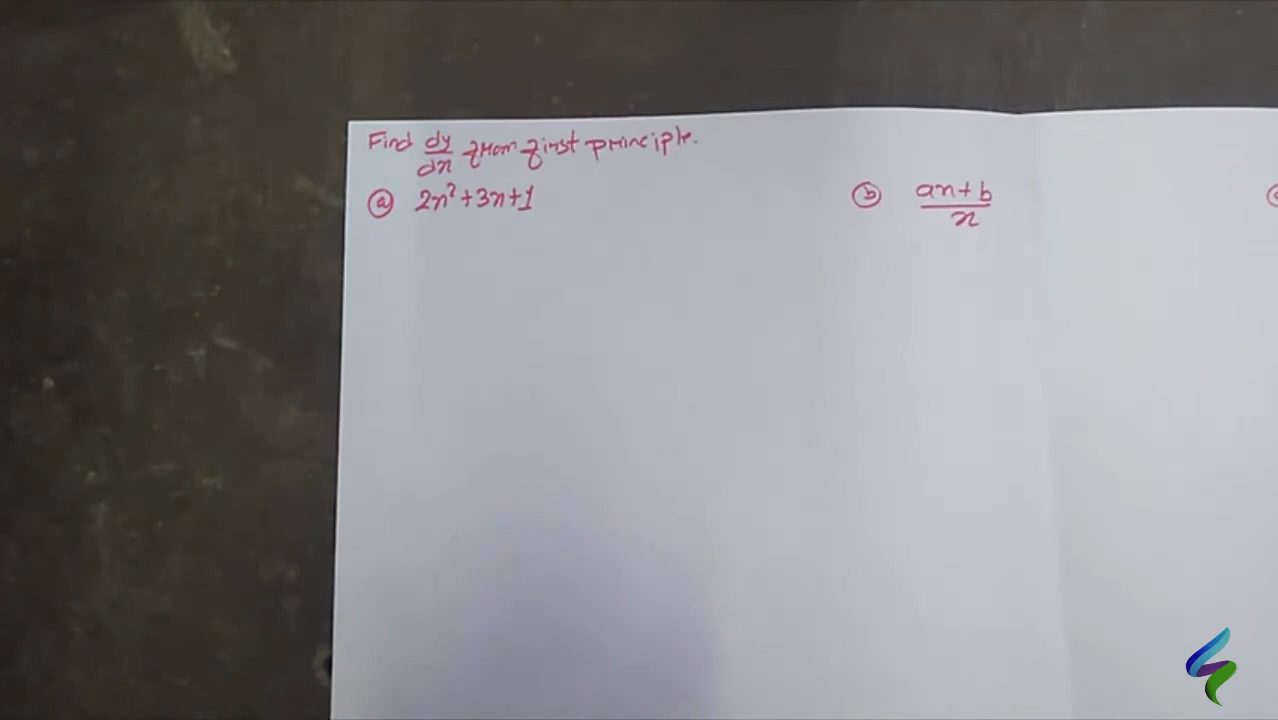 Find dy/dx from first principle.
ⓐ 2x² + 3x + 1
ⓑ (ax + b)/x